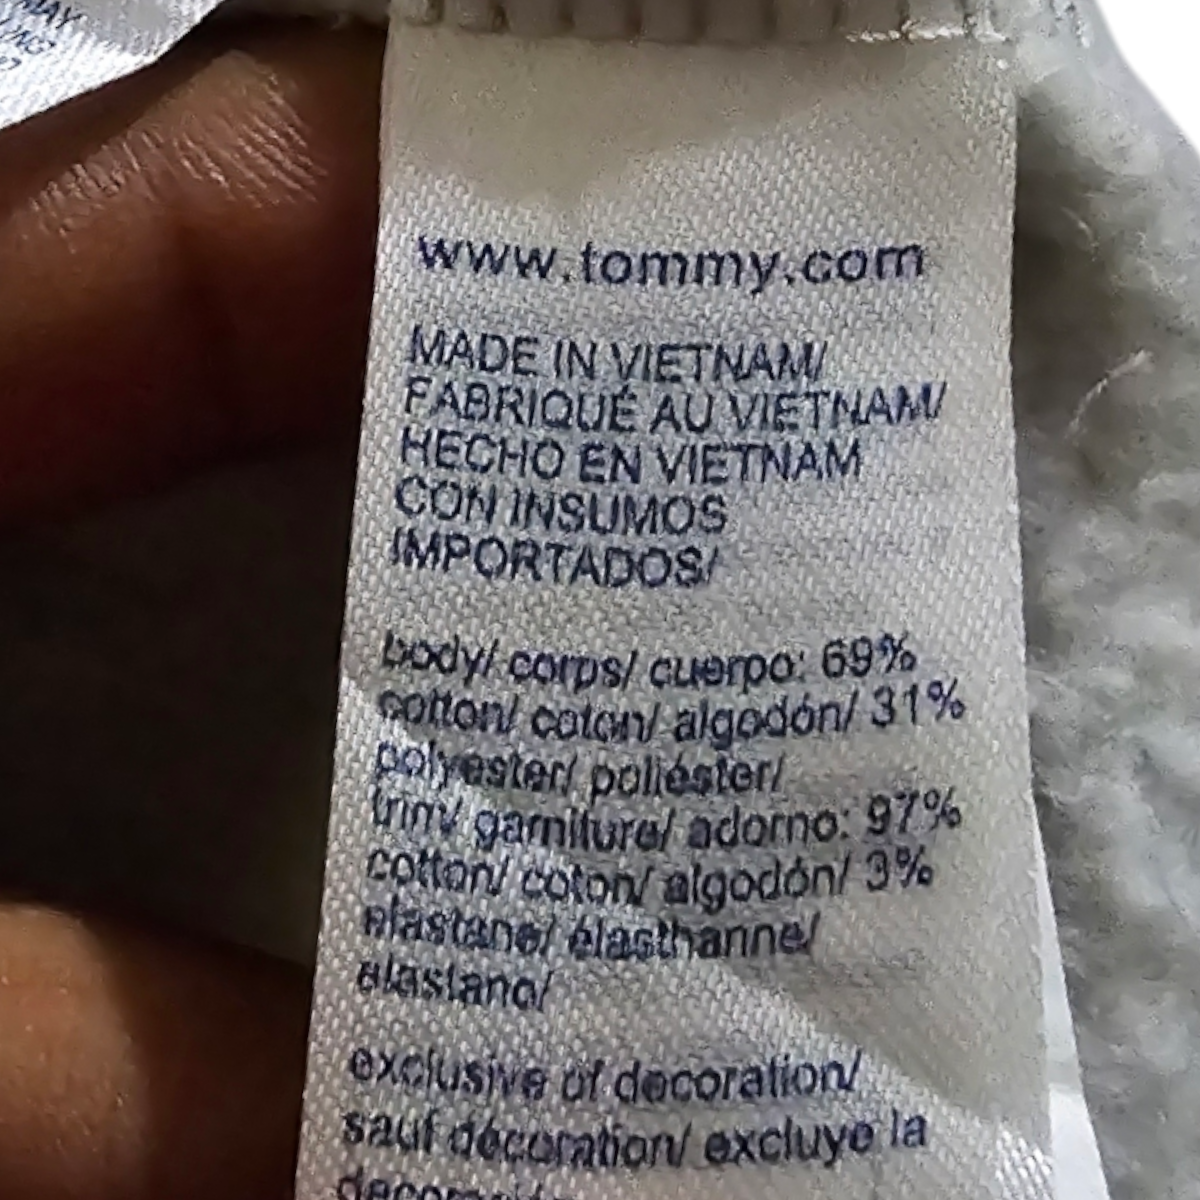 MAY
www.tommy.com
MADE IN VIETNAM/
FABRIQUÉ AU VIETNAM/
HECHO EN VIETNAM
CON INSUMOS
IMPORTADOS/
body/ corps/ cuerpo: 69%
cotton/ coton/ algodón/ 31%
polyester/ poliéster/
trim/ garniture/ adorno: 97%
cotton/ coton/ algodón/ 3%
elastane/ élasthanne/
elastano/
exclusive of decoration/
sauf décoration/ excluye la
decoración